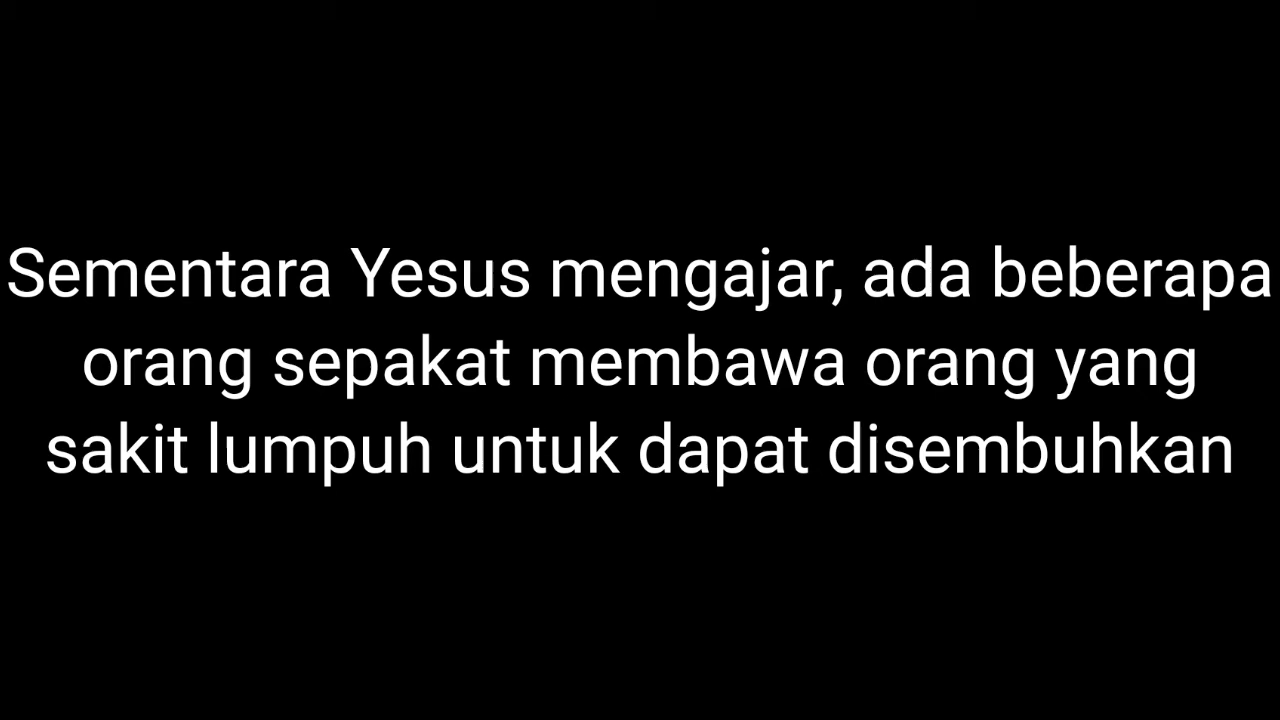 Sementara Yesus mengajar, ada beberapa
orang sepakat membawa orang yang
sakit lumpuh untuk dapat disembuhkan